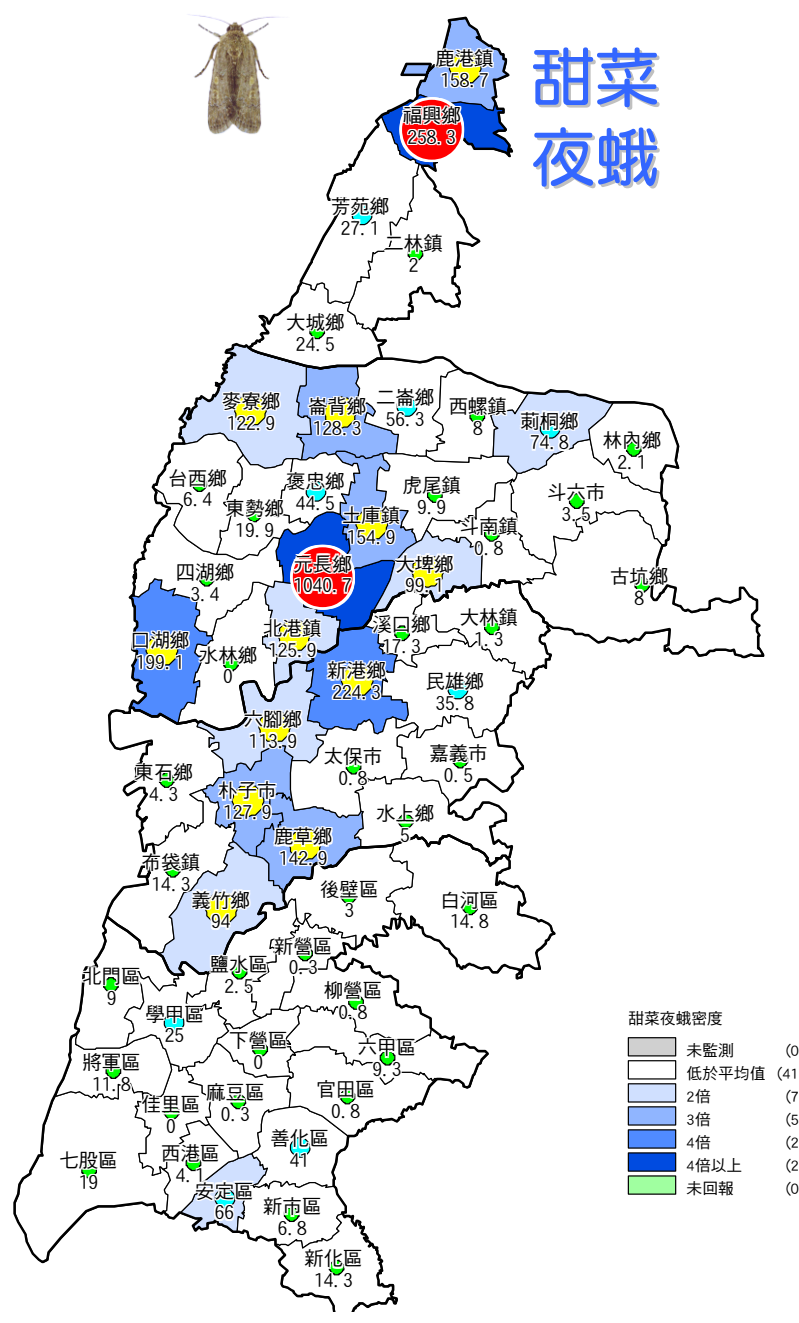 甜菜
夜蛾
鹿港鎮
158.7
福興鄉
258.3
芳苑鄉
27.1
二林鎮
2
大城鄉
24.5
麥寮鄉
122.9
崙背鄉
128.3
二崙鄉
56.3
西螺鎮
8
莿桐鄉
74.8
林內鄉
2.1
台西鄉
6.4
東勢鄉
19.9
褒忠鄉
44.5
土庫鎮
154.9
虎尾鎮
9.9
斗南鎮
0.8
斗六市
3.5
古坑鄉
8
四湖鄉
3.4
元長鄉
1040.7
大埤鄉
99.1
口湖鄉
199.1
水林鄉
0
北港鎮
125.9
溪口鄉
17.3
大林鎮
1.3
新港鄉
224.3
民雄鄉
35.8
六腳鄉
113.9
太保市
0.8
嘉義市
0.5
東石鄉
4.3
朴子市
127.9
水上鄉
5
鹿草鄉
142.9
布袋鎮
14.3
義竹鄉
94
後壁區
3
白河區
14.8
新營區
0.3
鹽水區
2.5
北門區
9
柳營區
0.8
學甲區
25
下營區
0
六甲區
9.3
將軍區
11.8
麻豆區
0.3
官田區
0.8
佳里區
0
善化區
41
七股區
19
西港區
4.1
安定區
66
新市區
6.8
新化區
14.3
甜菜夜蛾密度
未監測 (0
低於平均值 (41
2倍 (7
3倍 (5
4倍 (2
4倍以上 (2
未回報 (0